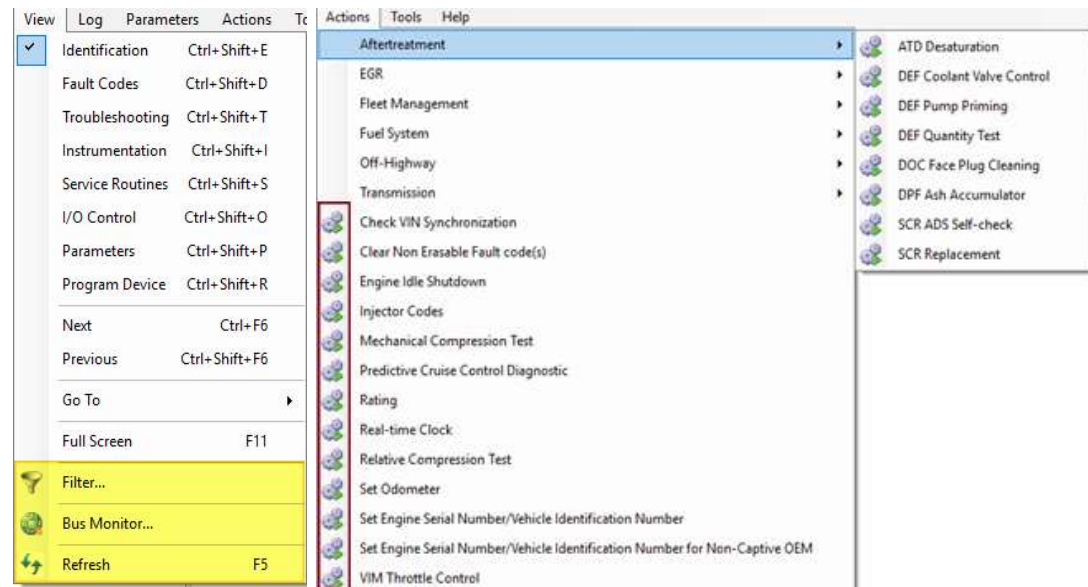 View Log Parameters Actions To
Identification Ctrl+Shift+E
Fault Codes Ctrl+Shift+D
Troubleshooting Ctrl+Shift+T
Instrumentation Ctrl+Shift+I
Service Routines Ctrl+Shift+S
I/O Control Ctrl+Shift+O
Parameters Ctrl+Shift+P
Program Device Ctrl+Shift+R
Next Ctrl+F6
Previous Ctrl+Shift+F6
Go To
Full Screen F11
Filter...
Bus Monitor...
Refresh F5
Actions Tools Help
Aftertreatment
EGR
Fleet Management
Fuel System
Off-Highway
Transmission
Check VIN Synchronization
Clear Non Erasable Fault code(s)
Engine Idle Shutdown
Injector Codes
Mechanical Compression Test
Predictive Cruise Control Diagnostic
Rating
Real-time Clock
Relative Compression Test
Set Odometer
Set Engine Serial Number/Vehicle Identification Number
Set Engine Serial Number/Vehicle Identification Number for Non-Captive OEM
VIM Throttle Control
ATD Desaturation
DEF Coolant Valve Control
DEF Pump Priming
DEF Quantity Test
DOC Face Plug Cleaning
DPF Ash Accumulator
SCR ADS Self-check
SCR Replacement